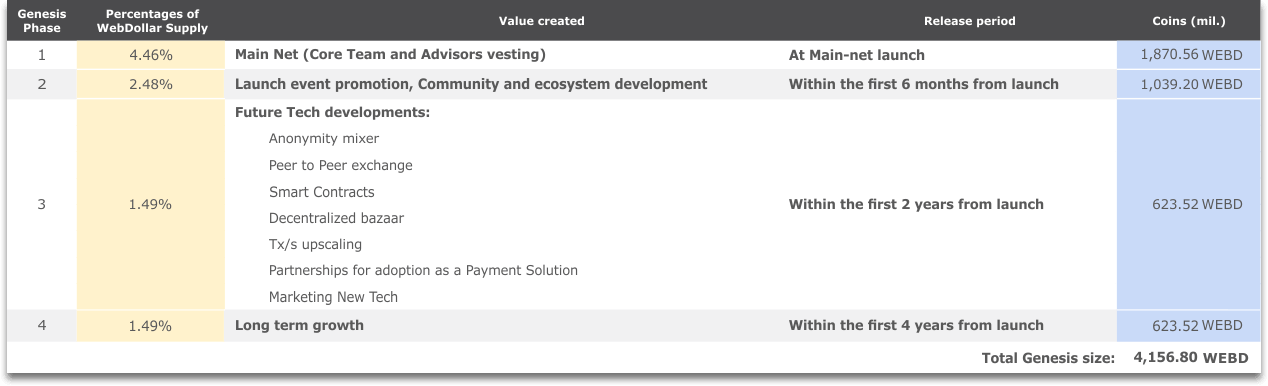 Genesis Phase Percentages of WebDollar Supply Value created Release period Coins (mil.)
1 4.46% Main Net (Core Team and Advisors vesting) At Main-net launch 1,870.56 WEBD
2 2.48% Launch event promotion, Community and ecosystem development Within the first 6 months from launch 1,039.20 WEBD
Future Tech developments:
Anonymity mixer
Peer to Peer exchange
Smart Contracts
3 1.49% Within the first 2 years from launch 623.52 WEBD
Decentralized bazaar
Tx/s upscaling
Partnerships for adoption as a Payment Solution
Marketing New Tech
4 1.49% Long term growth Within the first 4 years from launch 623.52 WEBD
Total Genesis size: 4,156.80 WEBD